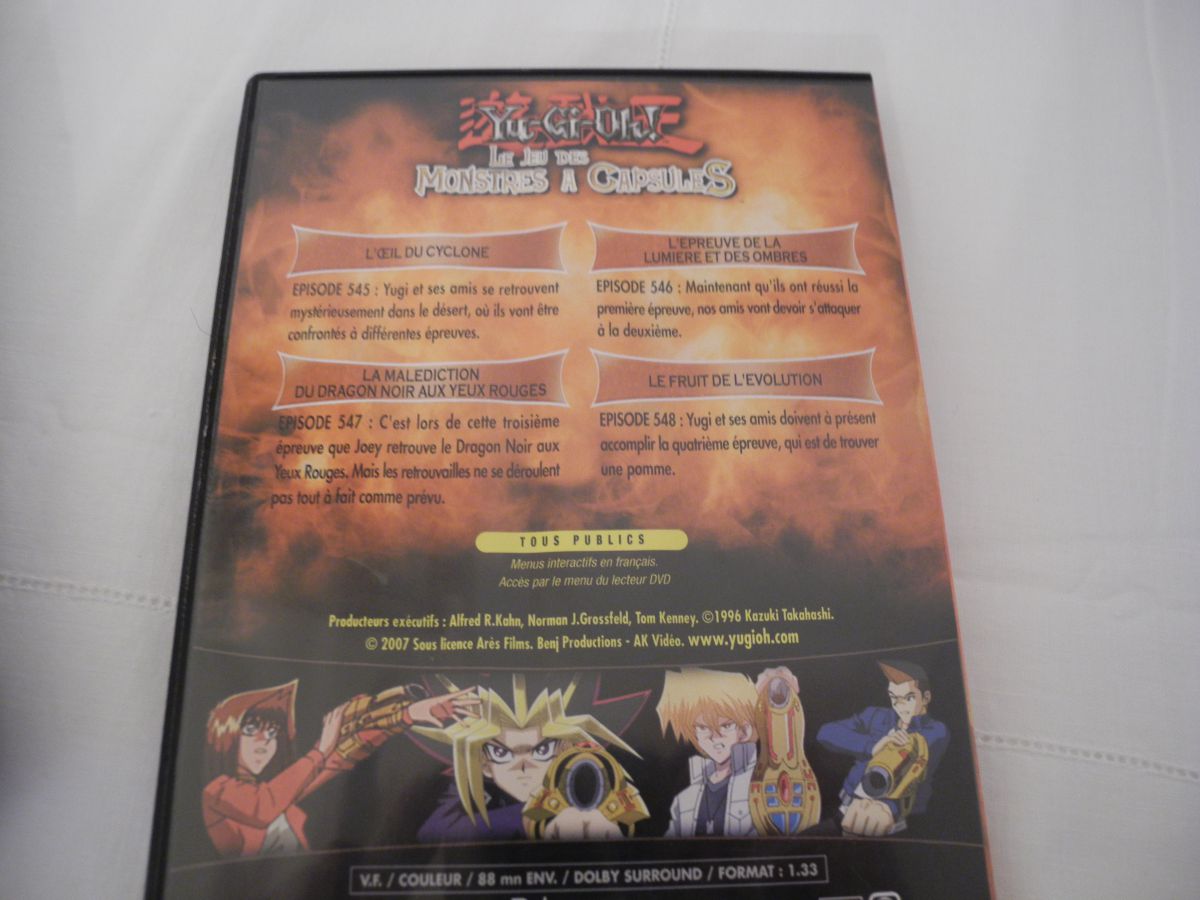 遊戯王
Yu-Gi-Oh!
LE JEU DES
MONSTRES A CAPSULES
L'ŒIL DU CYCLONE
EPISODE 545 : Yugi et ses amis se retrouvent
mystérieusement dans le désert, où ils vont être
confrontés à différentes épreuves.
L'EPREUVE DE LA
LUMIERE ET DES OMBRES
EPISODE 546 : Maintenant qu'ils ont réussi la
première épreuve, nos amis vont devoir s'attaquer
à la deuxième.
LA MALEDICTION
DU DRAGON NOIR AUX YEUX ROUGES
EPISODE 547 : C'est lors de cette troisième
épreuve que Joey retrouve le Dragon Noir aux
Yeux Rouges. Mais les retrouvailles ne se déroulent
pas tout à fait comme prévu.
LE FRUIT DE L'EVOLUTION
EPISODE 548 : Yugi et ses amis doivent à présent
accomplir la quatrième épreuve, qui est de trouver
une pomme.
TOUS PUBLICS
Menus interactifs en français.
Accès par le menu du lecteur DVD
Producteurs exécutifs : Alfred R.Kahn, Norman J.Grossfeld, Tom Kenney. ©1996 Kazuki Takahashi.
© 2007 Sous licence Arès Films. Benj Productions - AK Vidéo. www.yugioh.com
V.F. / COULEUR / 88 mn ENV. / DOLBY SURROUND / FORMAT : 1.33